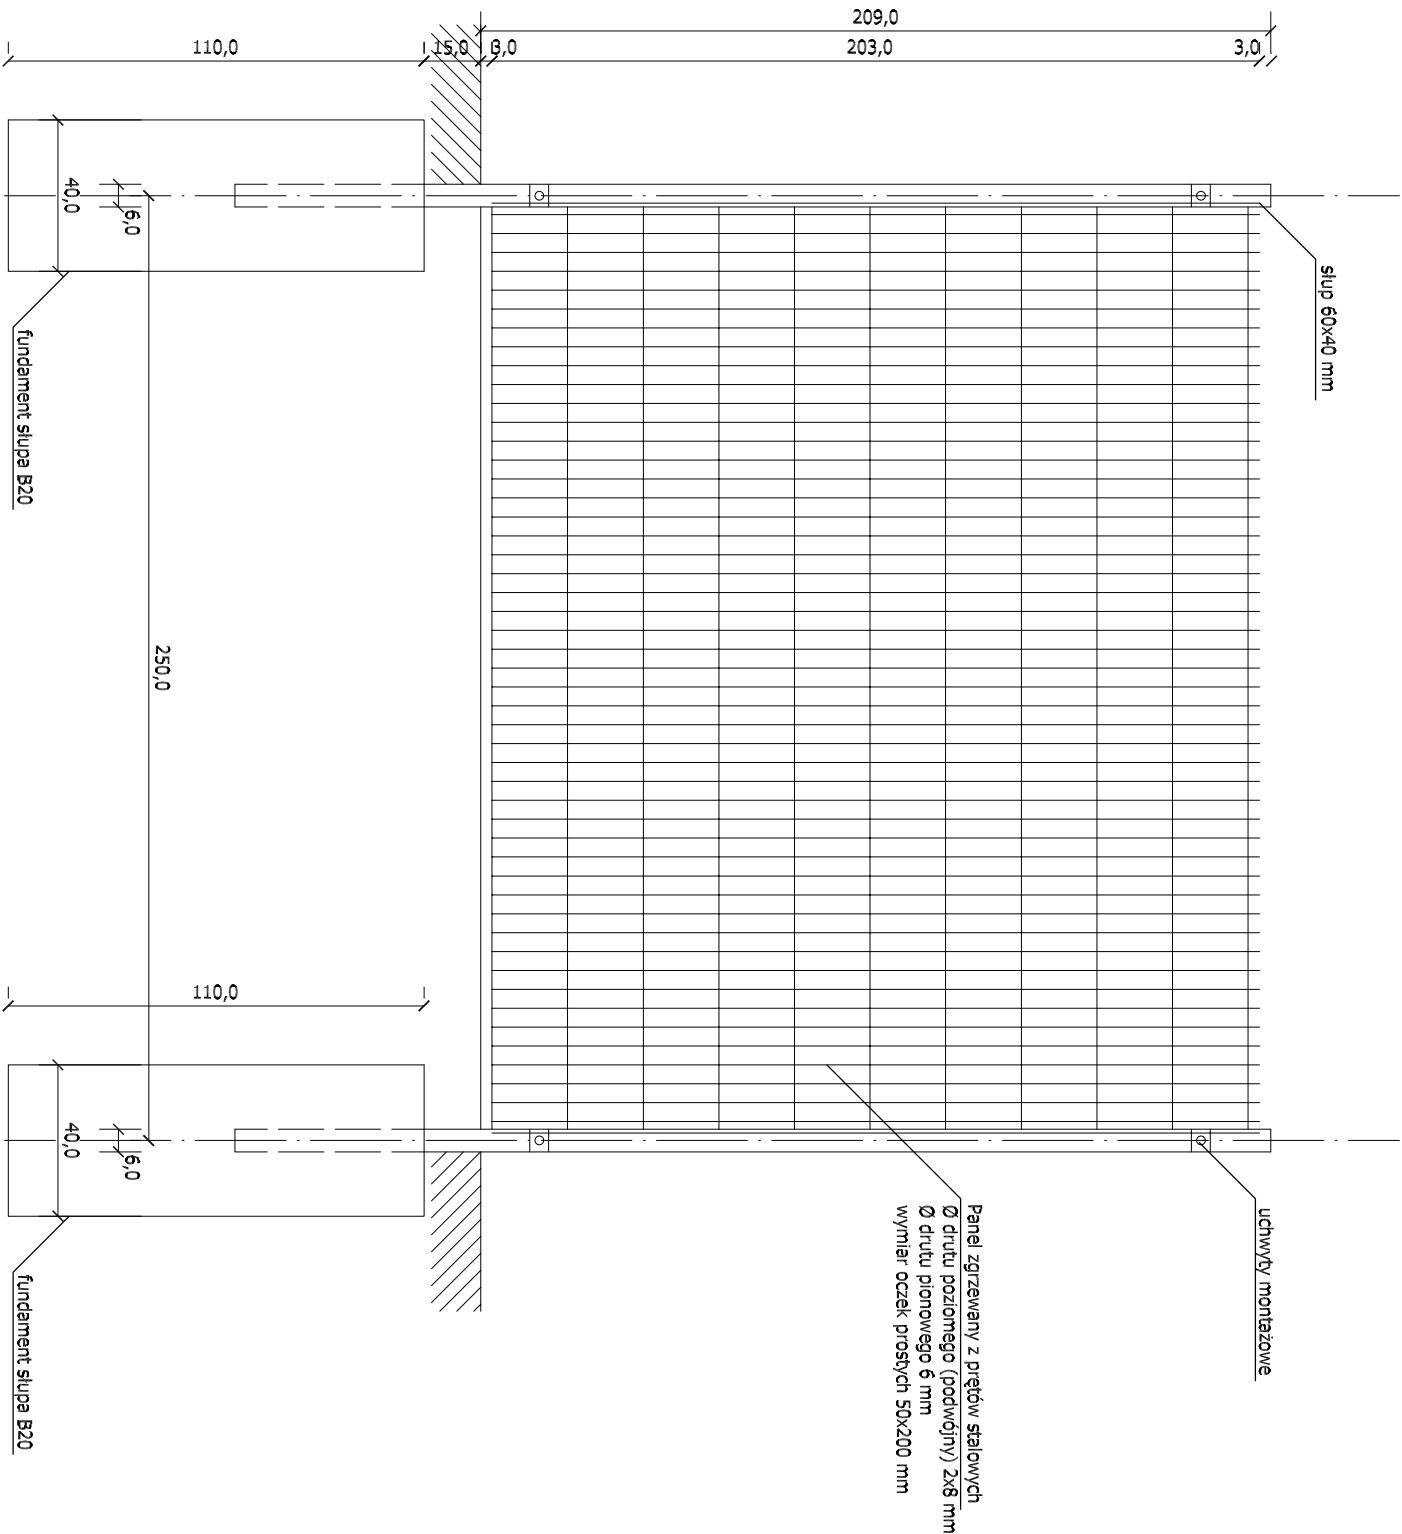 209,0
110,0
15,0
3,0
203,0
3,0
40,0
6,0
słup 60x40 mm
fundament słupa B20
250,0
110,0
40,0
6,0
Panel zgrzewany z prętów stalowych
Ø drutu poziomego (podwójny) 2x8 mm
Ø drutu pionowego 6 mm
wymiar oczek prostych 50x200 mm
uchwyty montażowe
fundament słupa B20